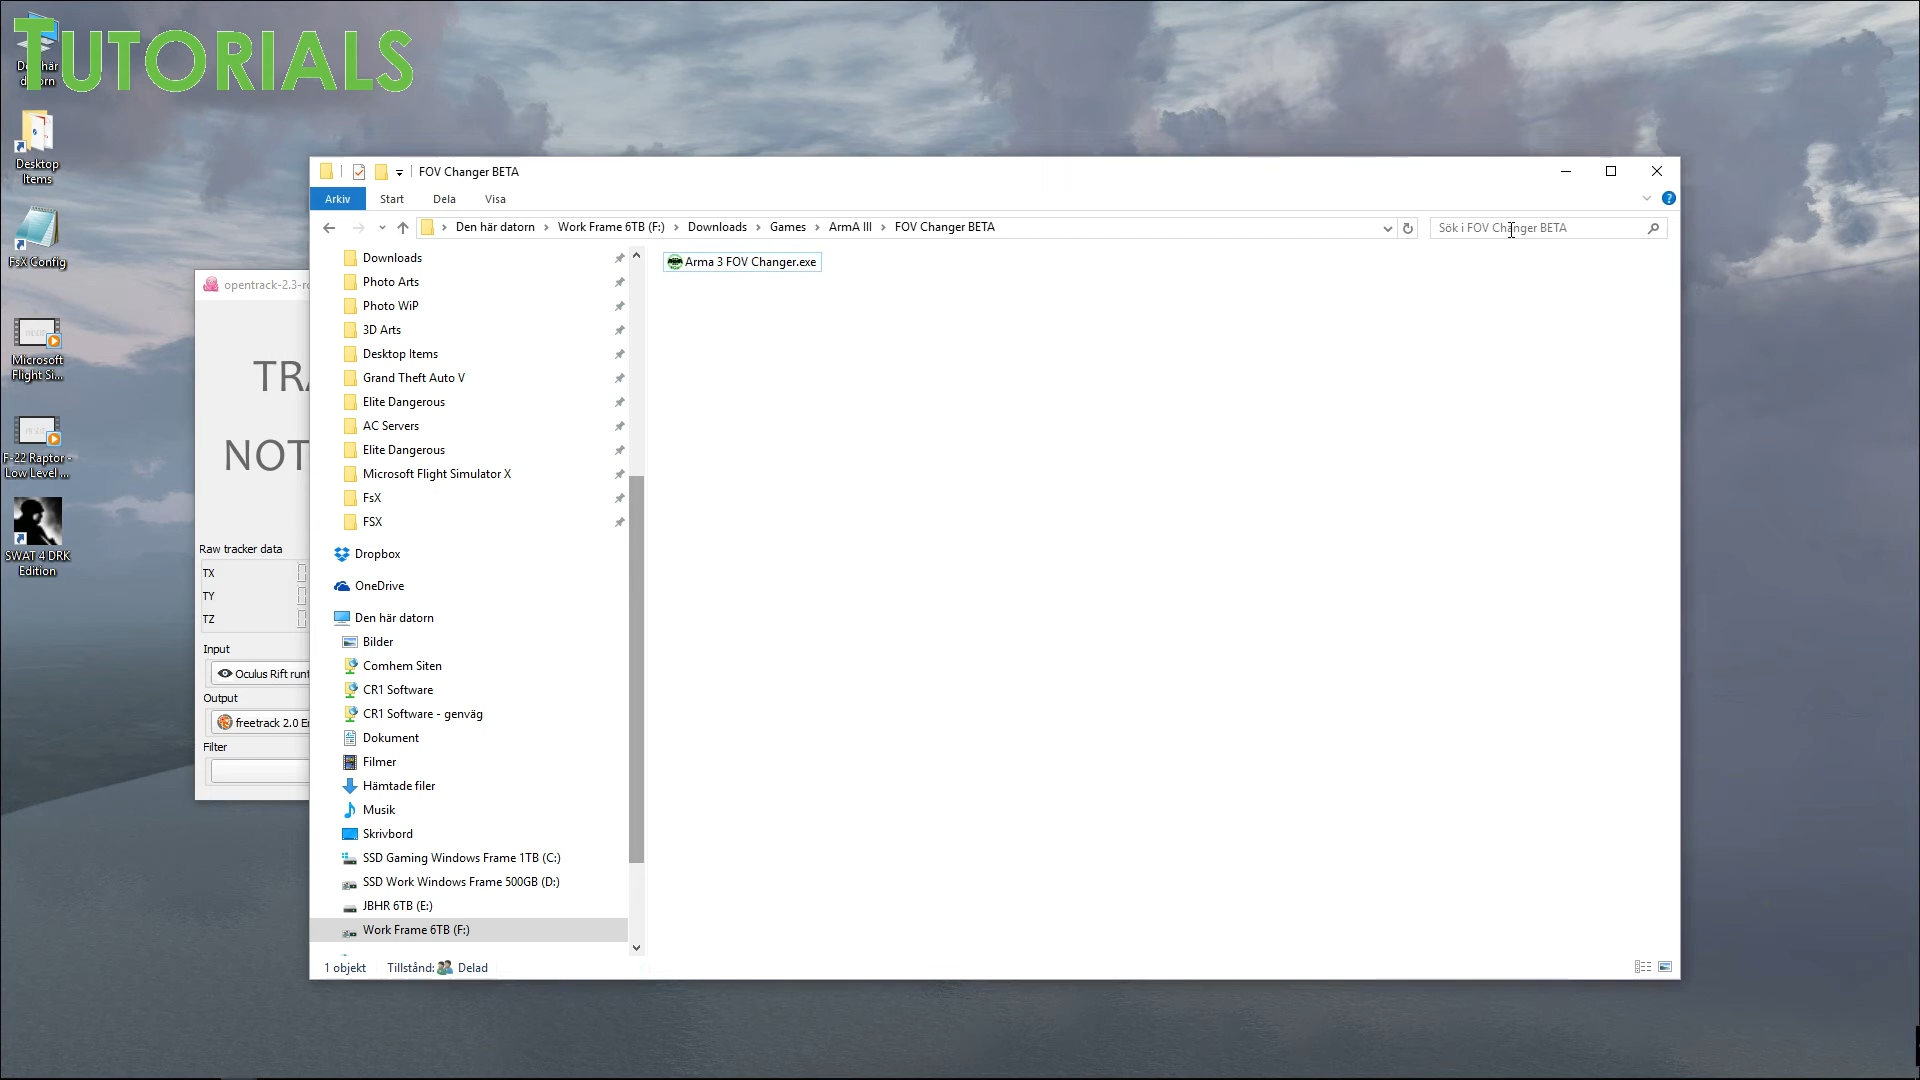 TUTORIALS
Desktop
Items
FsX Config
Microsoft
Flight Si...
F-22 Raptor -
Low Level ...
SWAT 4 DRK
Edition
opentrack-2.3-r
Raw tracker data
TX
TY
TZ
Input
Oculus Rift runt
Output
freetrack 2.0 E
Filter
FOV Changer BETA
Arkiv
Start
Dela
Visa
Den här datorn
Work Frame 6TB (F:)
Downloads
Games
ArmA III
FOV Changer BETA
Sök i FOV Changer BETA
Downloads
Photo Arts
Photo WiP
3D Arts
Desktop Items
Grand Theft Auto V
Elite Dangerous
AC Servers
Elite Dangerous
Microsoft Flight Simulator X
FsX
FSX
Dropbox
OneDrive
Den här datorn
Bilder
Comhem Siten
CR1 Software
CR1 Software - genväg
Dokument
Filmer
Hämtade filer
Musik
Skrivbord
SSD Gaming Windows Frame 1TB (C:)
SSD Work Windows Frame 500GB (D:)
JBHR 6TB (E:)
Work Frame 6TB (F:)
Arma 3 FOV Changer.exe
1 objekt
Tillstånd:
Delad